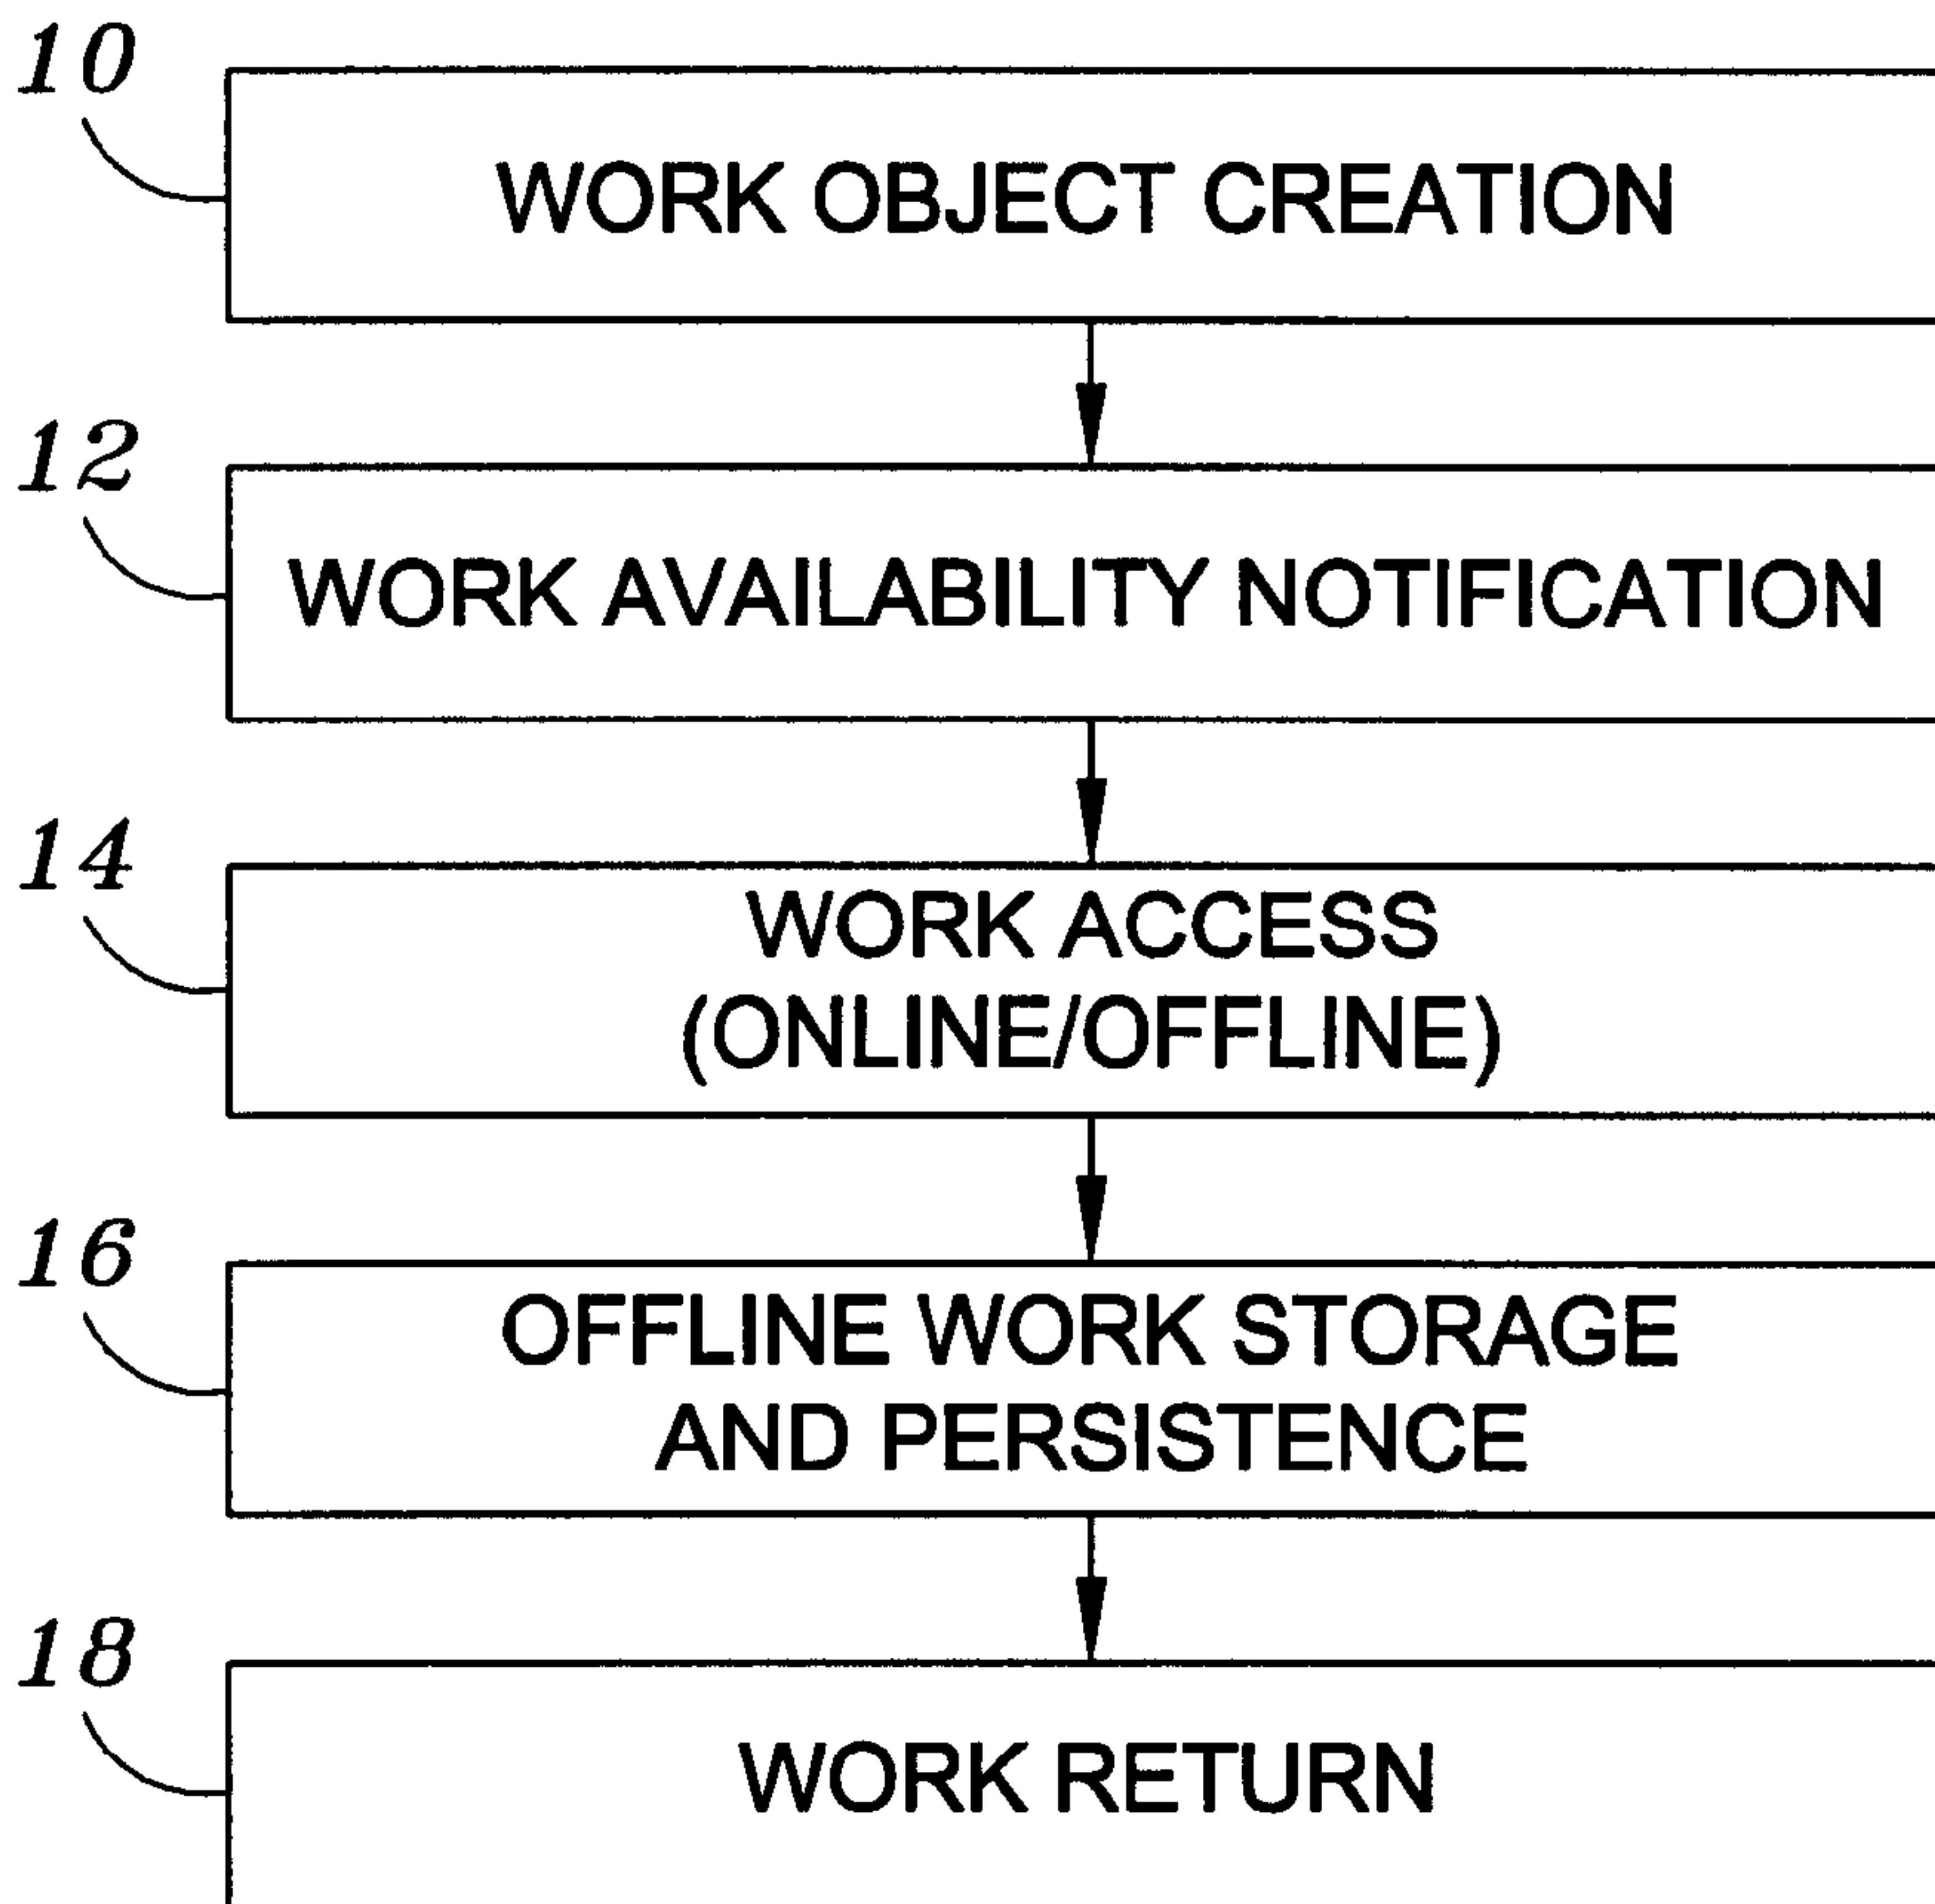 10
WORK OBJECT CREATION
12
WORK AVAILABILITY NOTIFICATION
14
WORK ACCESS
(ONLINE/OFFLINE)
16
OFFLINE WORK STORAGE
AND PERSISTENCE
18
WORK RETURN